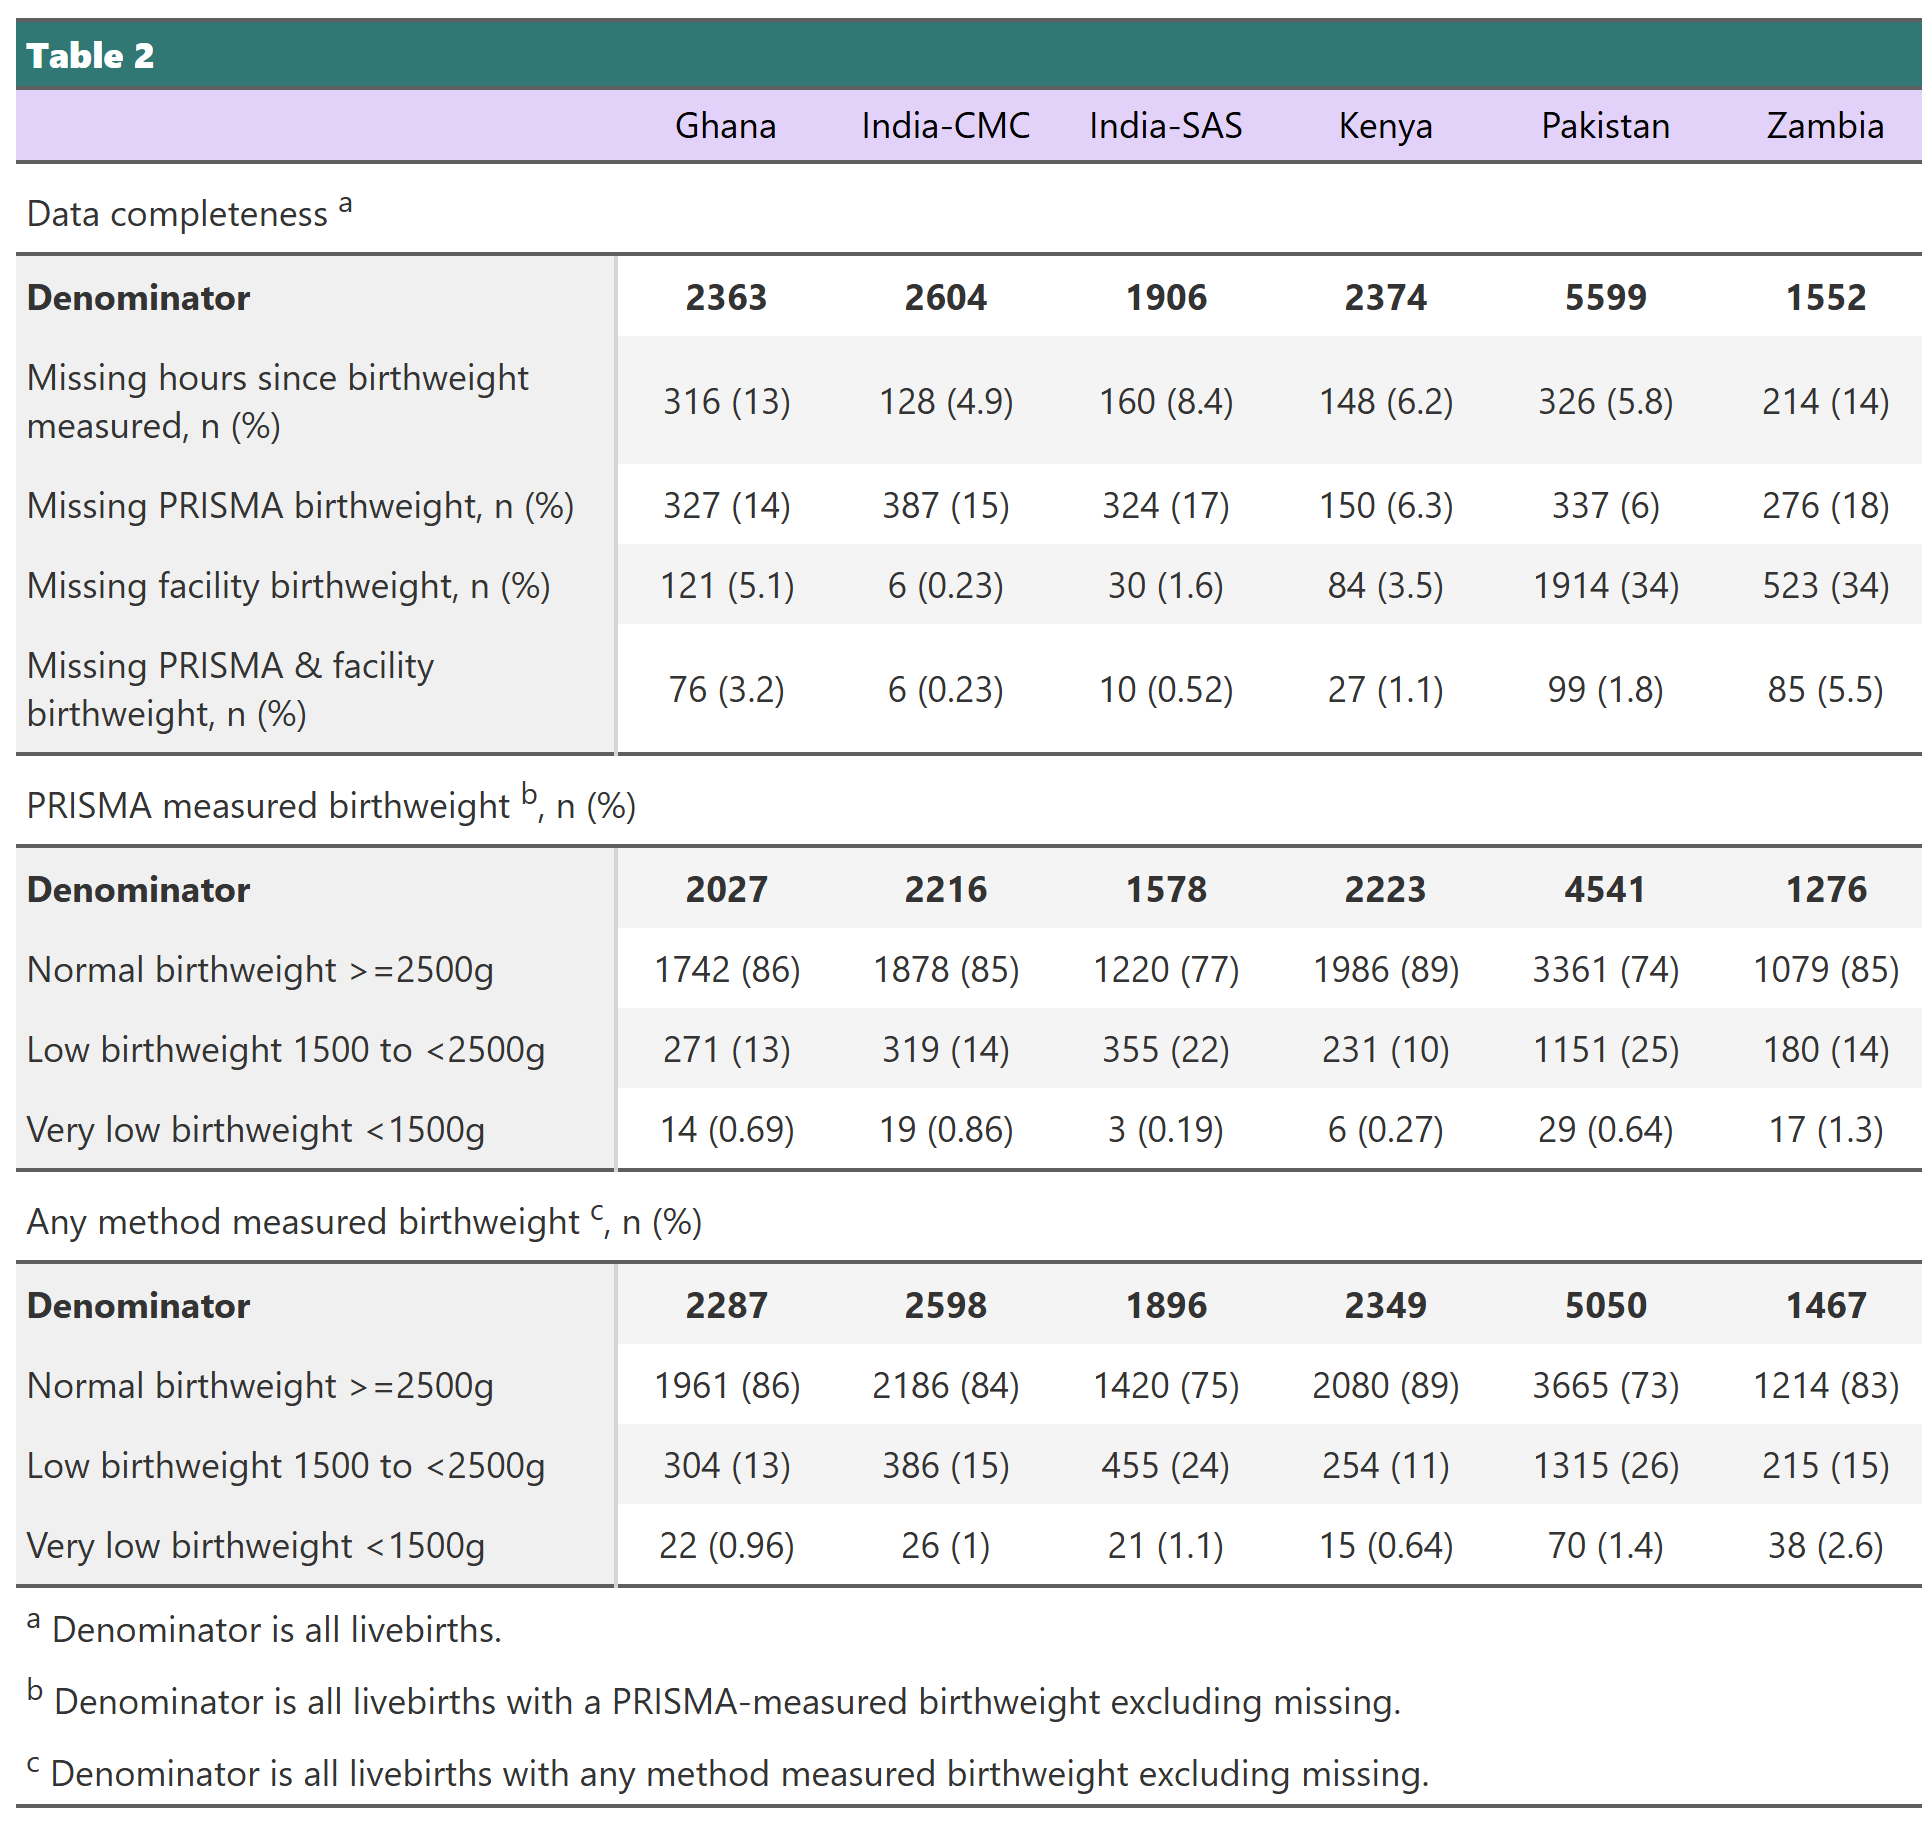 Table 2
Ghana India-CMC India-SAS Kenya Pakistan Zambia
Data completeness a
Denominator 2363 2604 1906 2374 5599 1552
Missing hours since birthweight
measured, n (%) 316 (13) 128 (4.9) 160 (8.4) 148 (6.2) 326 (5.8) 214 (14)
Missing PRISMA birthweight, n (%) 327 (14) 387 (15) 324 (17) 150 (6.3) 337 (6) 276 (18)
Missing facility birthweight, n (%) 121 (5.1) 6 (0.23) 30 (1.6) 84 (3.5) 1914 (34) 523 (34)
Missing PRISMA & facility
birthweight, n (%) 76 (3.2) 6 (0.23) 10 (0.52) 27 (1.1) 99 (1.8) 85 (5.5)
PRISMA measured birthweight b, n (%)
Denominator 2027 2216 1578 2223 4541 1276
Normal birthweight >=2500g 1742 (86) 1878 (85) 1220 (77) 1986 (89) 3361 (74) 1079 (85)
Low birthweight 1500 to <2500g 271 (13) 319 (14) 355 (22) 231 (10) 1151 (25) 180 (14)
Very low birthweight <1500g 14 (0.69) 19 (0.86) 3 (0.19) 6 (0.27) 29 (0.64) 17 (1.3)
Any method measured birthweight c, n (%)
Denominator 2287 2598 1896 2349 5050 1467
Normal birthweight >=2500g 1961 (86) 2186 (84) 1420 (75) 2080 (89) 3665 (73) 1214 (83)
Low birthweight 1500 to <2500g 304 (13) 386 (15) 455 (24) 254 (11) 1315 (26) 215 (15)
Very low birthweight <1500g 22 (0.96) 26 (1) 21 (1.1) 15 (0.64) 70 (1.4) 38 (2.6)
a Denominator is all livebirths.
b Denominator is all livebirths with a PRISMA-measured birthweight excluding missing.
c Denominator is all livebirths with any method measured birthweight excluding missing.